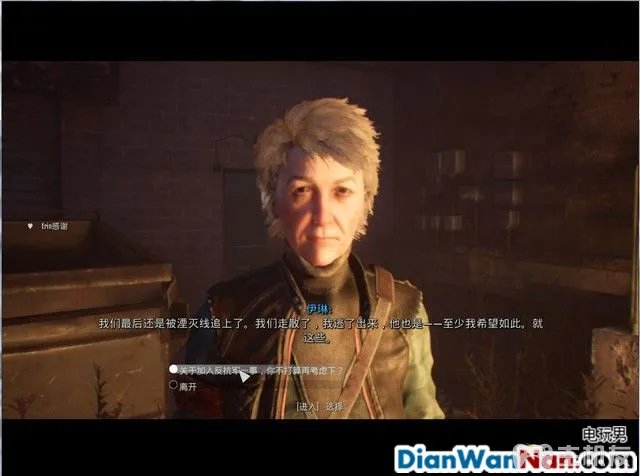 ♥ Erin感谢
伊琳:
我们最后还是被湮灭线追上了。我们走散了，我逃了出来，他也是——至少我希望如此。就
这些。
关于加入反抗军一事，你不打算再考虑下？
离开
[进入] 选择
电玩男
DianWanNan.com